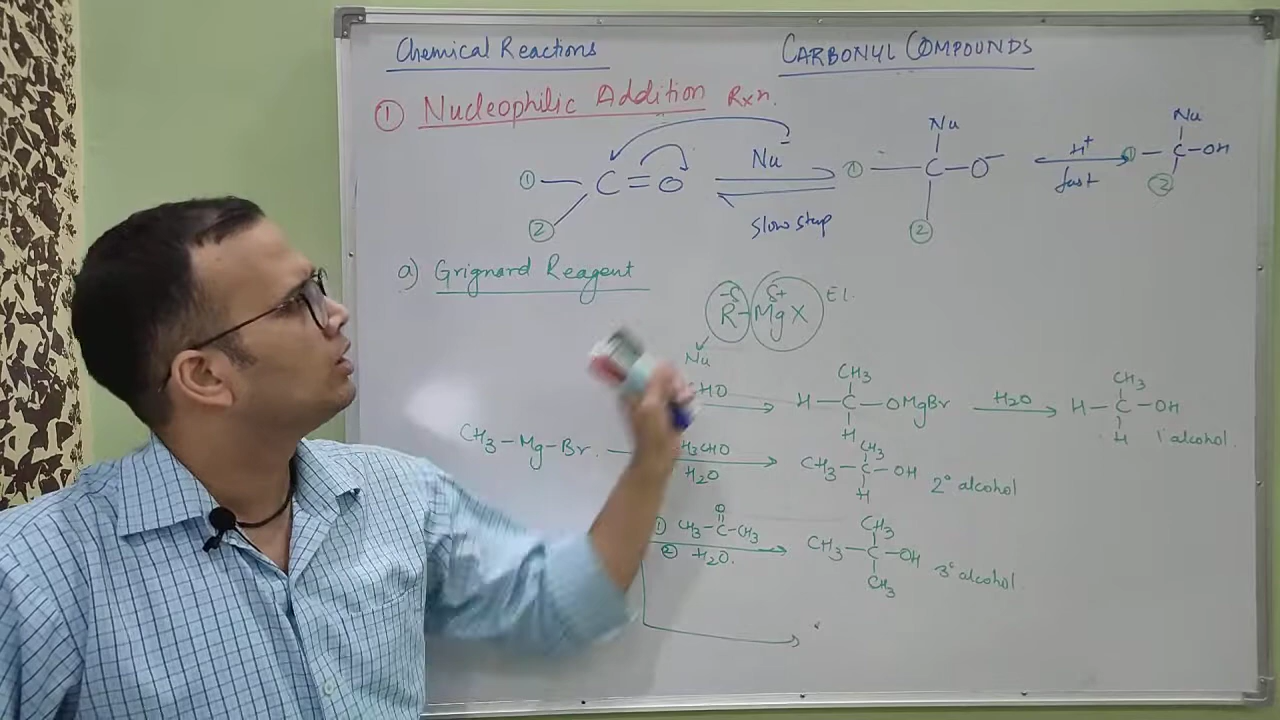 Chemical Reactions
CARBONYL COMPOUNDS
① Nucleophilic Addition Rxn.
① — C = O
②
Nu⁻
Slow step
Nu
① — C — O⁻
②
H⁺
fast
Nu
① — C — OH
②
a) Grignard Reagent
-δ δ+
R-MgX
El.
Nu
CHO
CH₃
H — C — OMgBr
H
H₂O
CH₃
H — C — OH
H
1° alcohol.
CH₃-Mg-Br.
H₃CHO
H₂O
CH₃
CH₃ — C — OH
H
2° alcohol
O
① CH₃-C-CH₃
② H₂O.
CH₃
CH₃ — C — OH
CH₃
3° alcohol